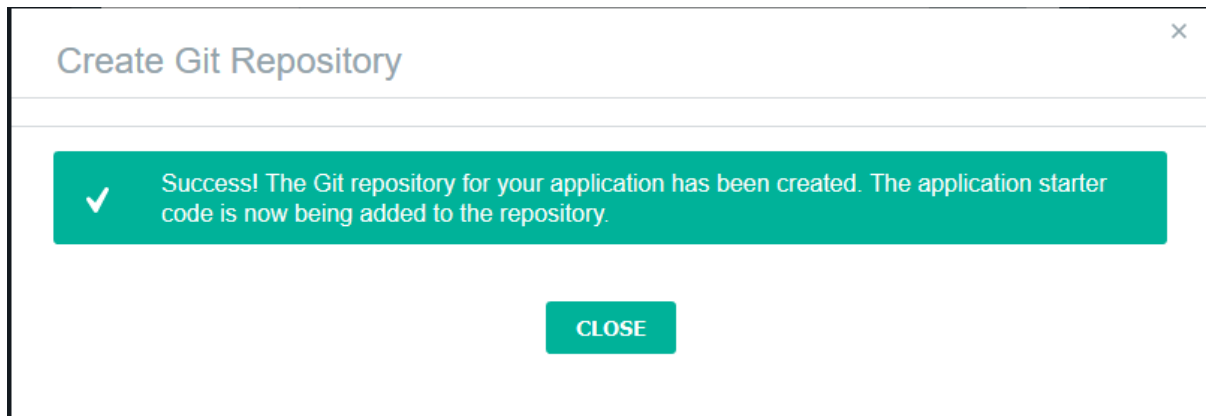 Create Git Repository
Success! The Git repository for your application has been created. The application starter
code is now being added to the repository.
CLOSE